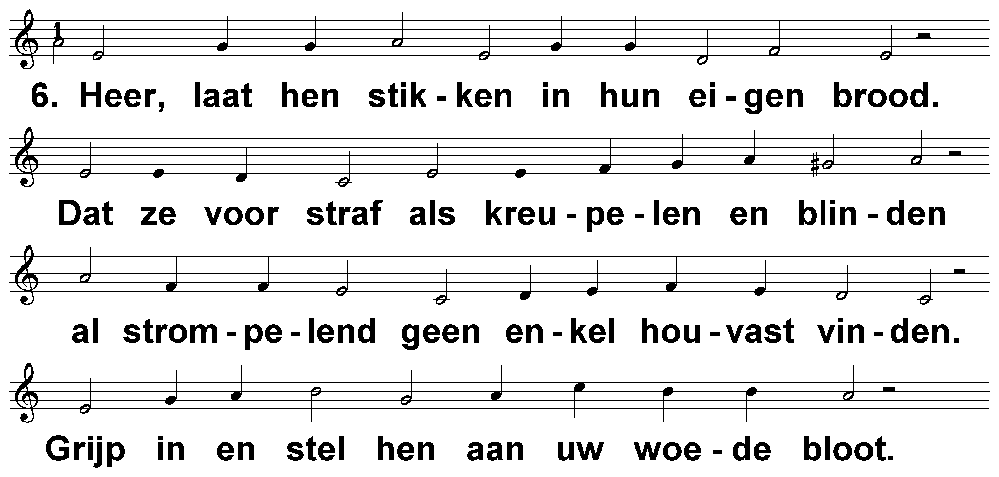 1
6. Heer, laat hen stik - ken in hun ei - gen brood.
Dat ze voor straf als kreu - pe - len en blin - den
al strom - pe - lend geen en - kel hou - vast vin - den.
Grijp in en stel hen aan uw woe - de bloot.